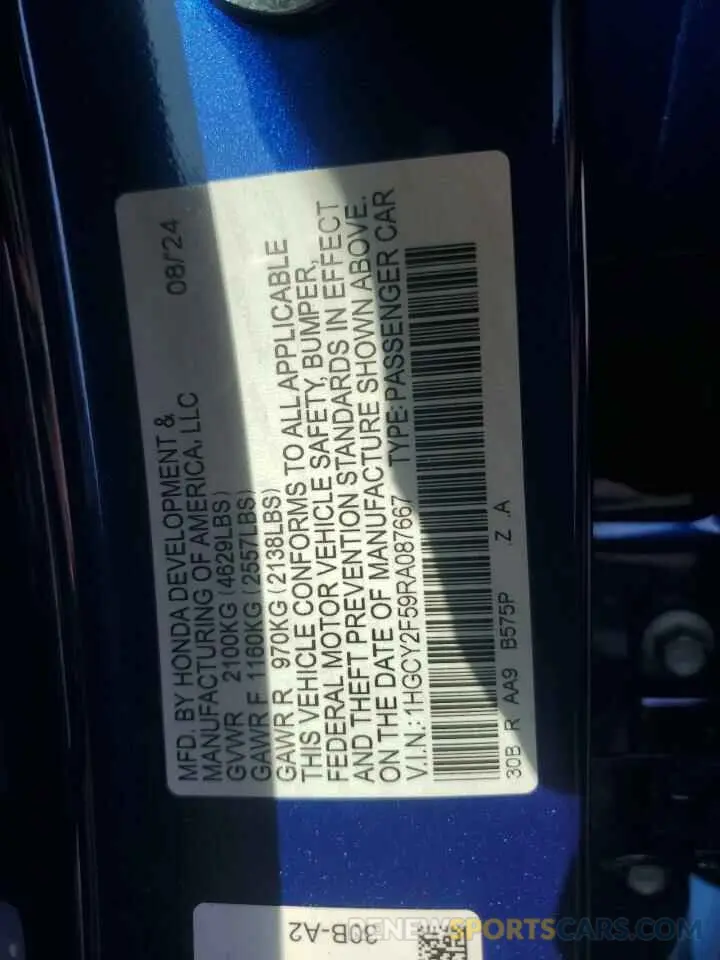 MFD. BY HONDA DEVELOPMENT & 08/'24
MANUFACTURING OF AMERICA, LLC
GVWR 2100KG (4629LBS)
GAWR F 1160KG (2557LBS)
GAWR R 970KG (2138LBS)
THIS VEHICLE CONFORMS TO ALL APPLICABLE
FEDERAL MOTOR VEHICLE SAFETY, BUMPER,
AND THEFT PREVENTION STANDARDS IN EFFECT
ON THE DATE OF MANUFACTURE SHOWN ABOVE.
V.I.N.: 1HGCY2F59RA087667 TYPE:PASSENGER CAR
30B R AA9 B575P .Z .A
30B-A2
RENEWSPORTSCARS.COM